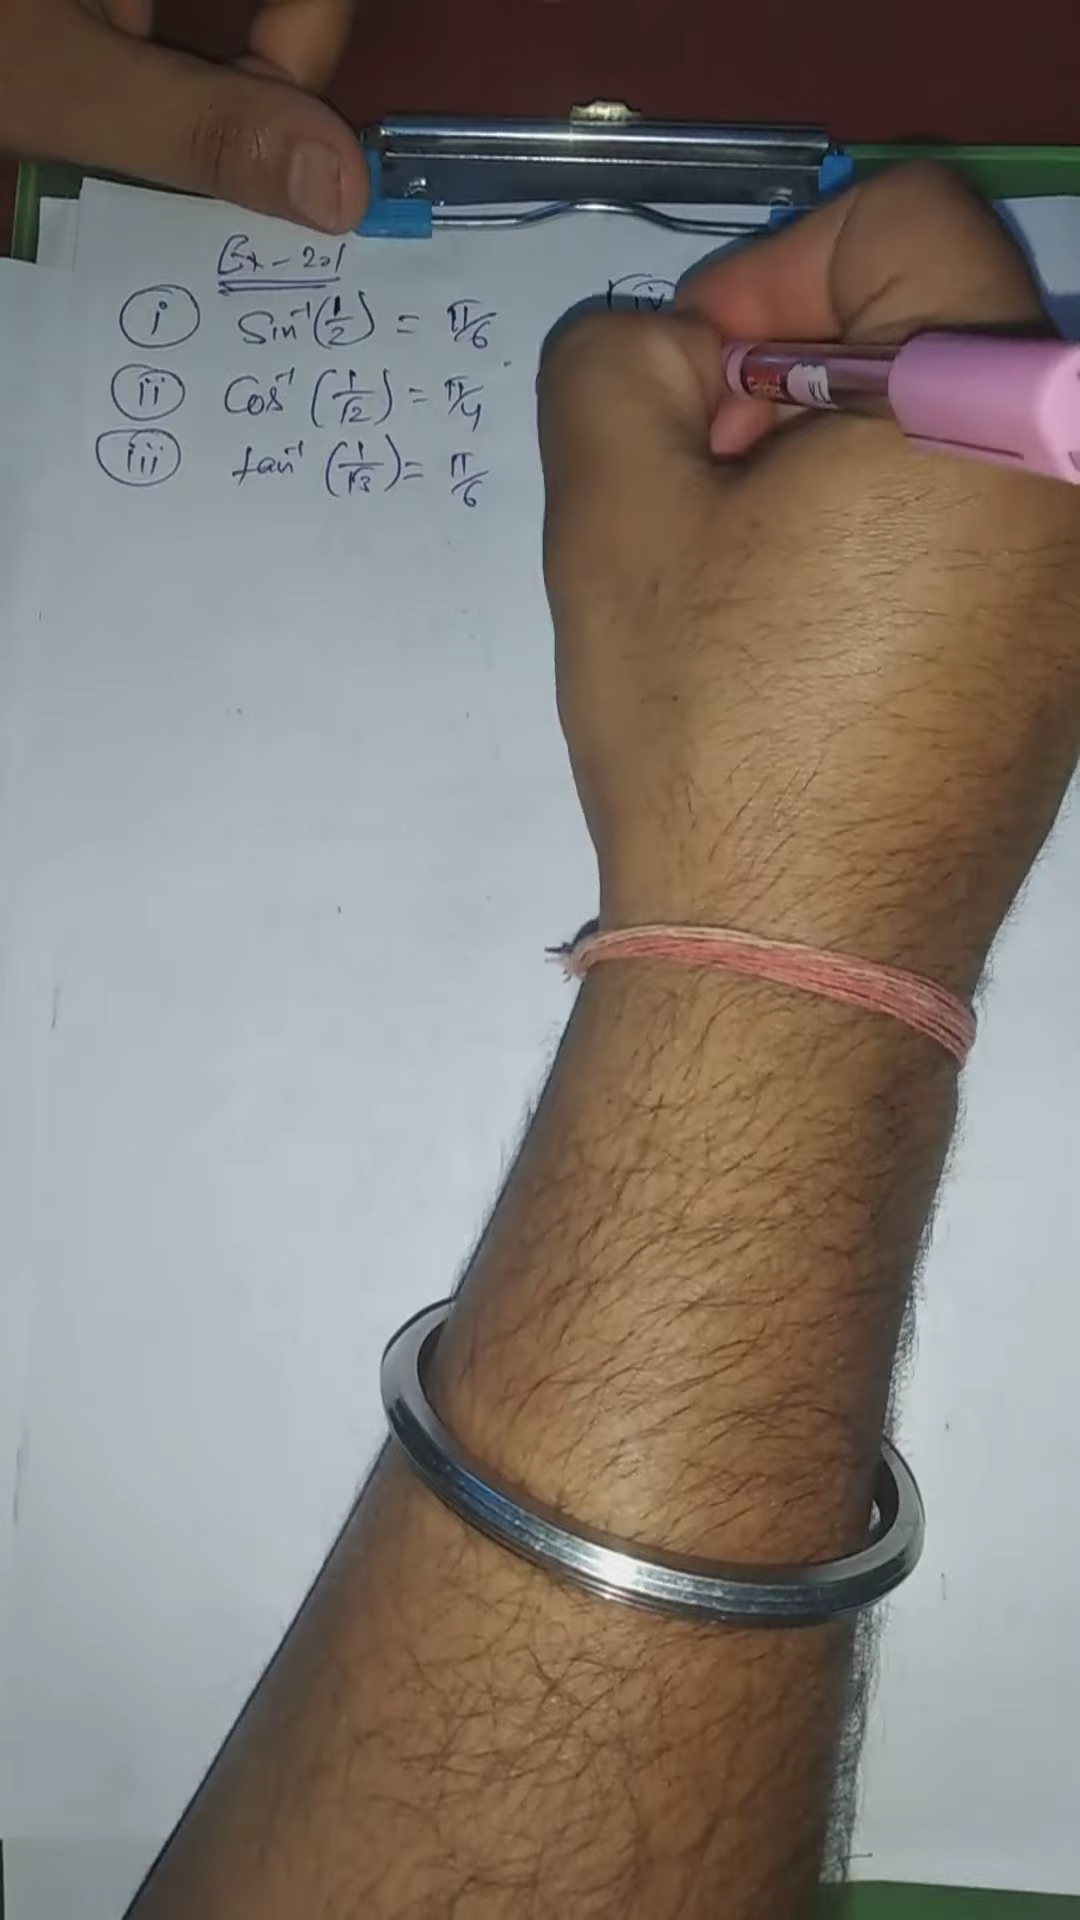 Ex - 2.1
(i) Sin⁻¹(1/2) = π/6
(ii) Cos⁻¹ (1/√2) = π/4
(iii) tan⁻¹ (1/√3) = π/6
(iv)